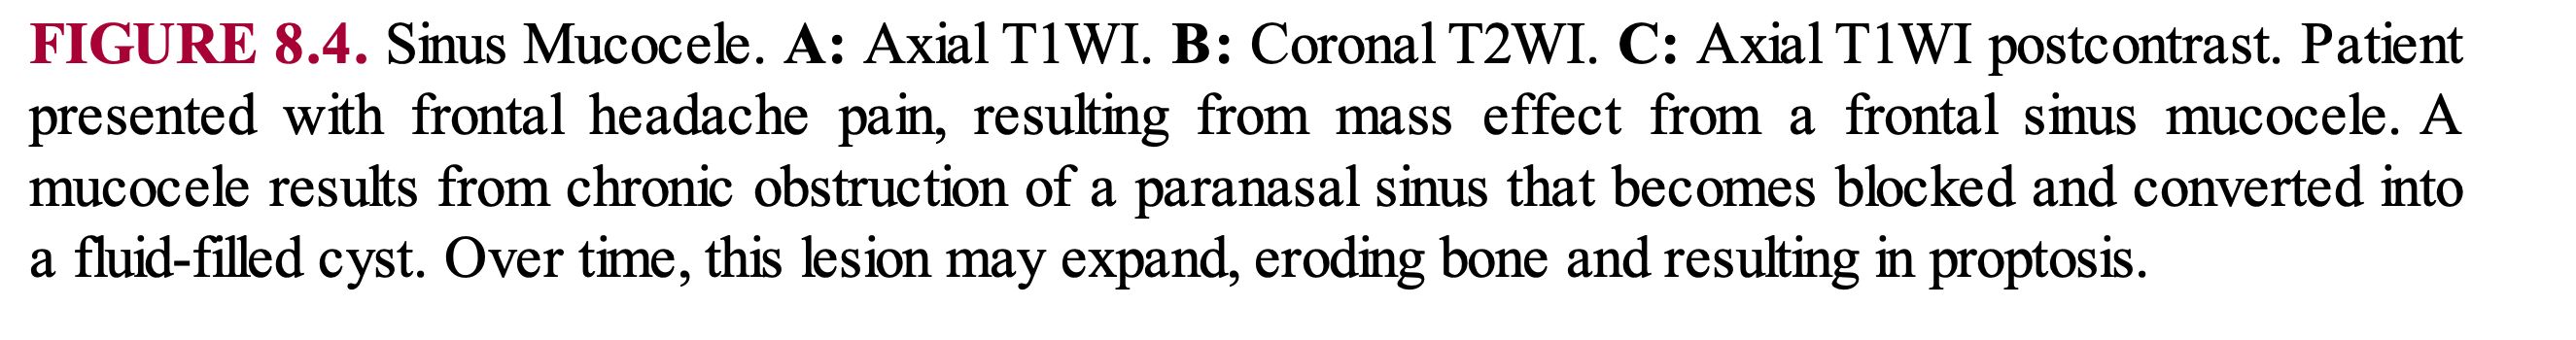 FIGURE 8.4. Sinus Mucocele. A: Axial T1WI. B: Coronal T2WI. C: Axial T1WI postcontrast. Patient
presented with frontal headache pain, resulting from mass effect from a frontal sinus mucocele. A
mucocele results from chronic obstruction of a paranasal sinus that becomes blocked and converted into
a fluid-filled cyst. Over time, this lesion may expand, eroding bone and resulting in proptosis.